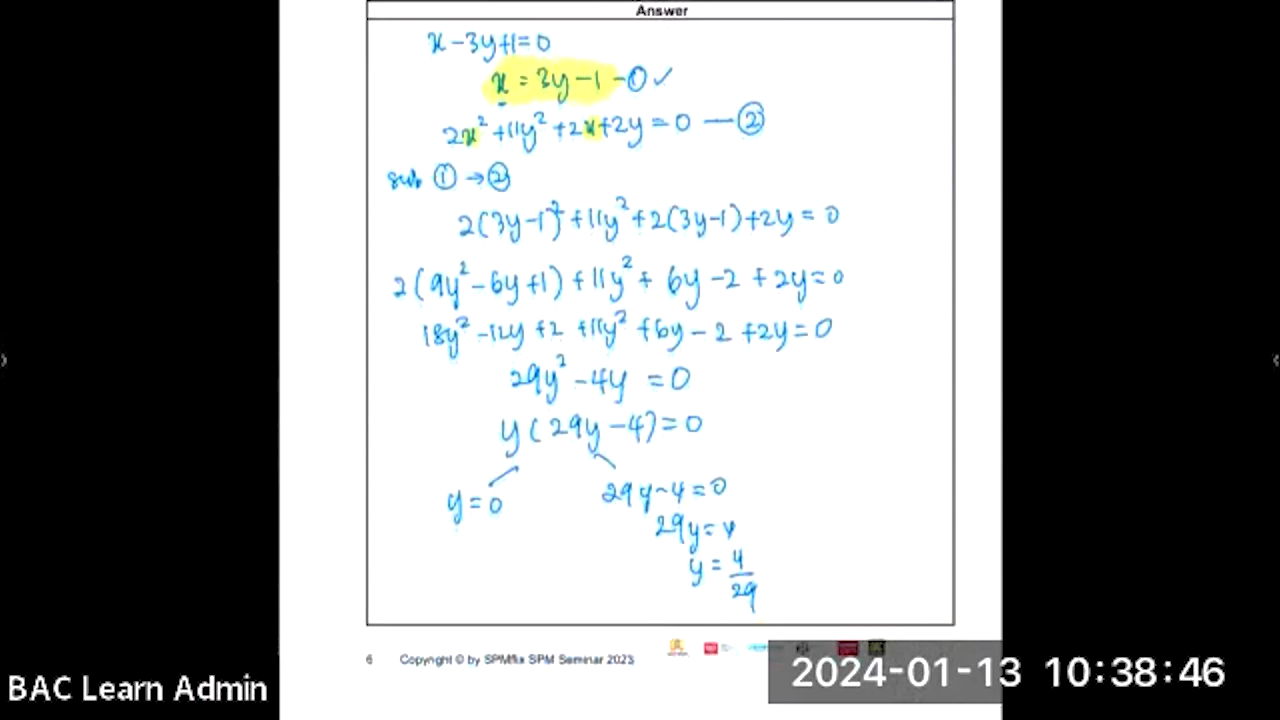 Answer
x - 3y + 1 = 0
x = 3y - 1 - ① ✓
2x² + 11y² + 2x + 2y = 0 — ②
sub ① → ②
2(3y - 1)² + 11y² + 2(3y - 1) + 2y = 0
2(9y² - 6y + 1) + 11y² + 6y - 2 + 2y = 0
18y² - 12y + 2 + 11y² + 6y - 2 + 2y = 0
29y² - 4y = 0
y(29y - 4) = 0
y = 0
29y - 4 = 0
29y = 4
y = 4/29
6 Copyright © by SPMflix SPM Seminar 2023
BAC Learn Admin
2024-01-13 10:38:46